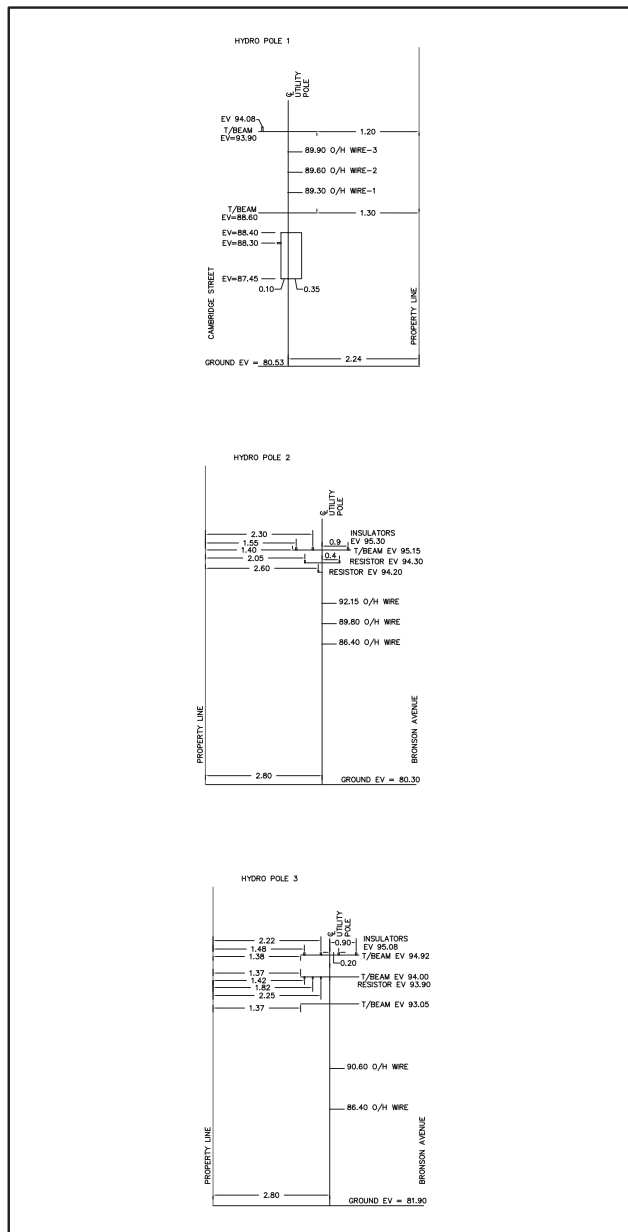 HYDRO POLE 1
℄ UTILITY
POLE
EV 94.08
T/BEAM
EV=93.90
1.20
89.90 O/H WIRE-3
89.60 O/H WIRE-2
89.30 O/H WIRE-1
T/BEAM
EV=88.60
1.30
EV=88.40
EV=88.30
EV=87.45
0.10
0.35
CAMBRIDGE STREET
PROPERTY LINE
2.24
GROUND EV = 80.53
HYDRO POLE 2
℄ UTILITY
POLE
2.30
INSULATORS
EV 95.30
1.55
0.9
1.40
T/BEAM EV 95.15
2.05
0.4
RESISTOR EV 94.30
2.60
RESISTOR EV 94.20
92.15 O/H WIRE
89.80 O/H WIRE
86.40 O/H WIRE
PROPERTY LINE
BRONSON AVENUE
2.80
GROUND EV = 80.30
HYDRO POLE 3
℄ UTILITY
POLE
2.22
0.90
INSULATORS
EV 95.08
1.48
1.38
T/BEAM EV 94.92
0.20
1.37
T/BEAM EV 94.00
1.42
RESISTOR EV 93.90
1.82
2.25
T/BEAM EV 93.05
1.37
90.60 O/H WIRE
86.40 O/H WIRE
PROPERTY LINE
BRONSON AVENUE
2.80
GROUND EV = 81.90